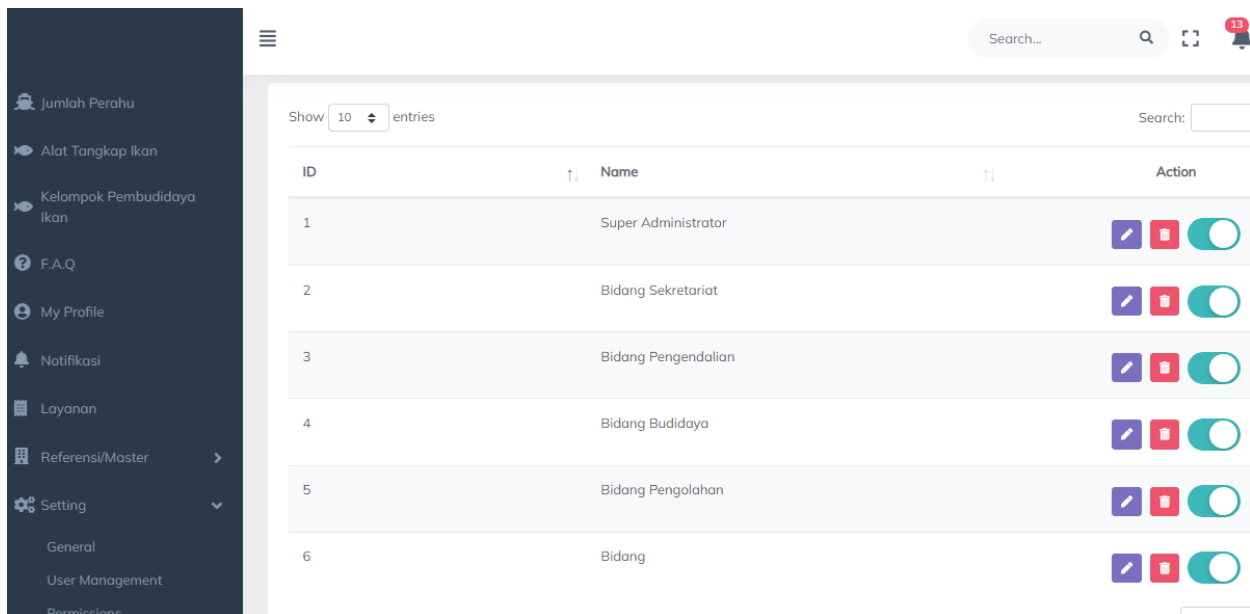 Search...
13
Jumlah Perahu
Alat Tangkap Ikan
Kelompok Pembudidaya
Ikan
F.A.Q
My Profile
Notifikasi
Layanan
Referensi/Master
Setting
General
User Management
Permissions
Show 10 entries
Search:
ID Name Action
1 Super Administrator
2 Bidang Sekretariat
3 Bidang Pengendalian
4 Bidang Budidaya
5 Bidang Pengolahan
6 Bidang